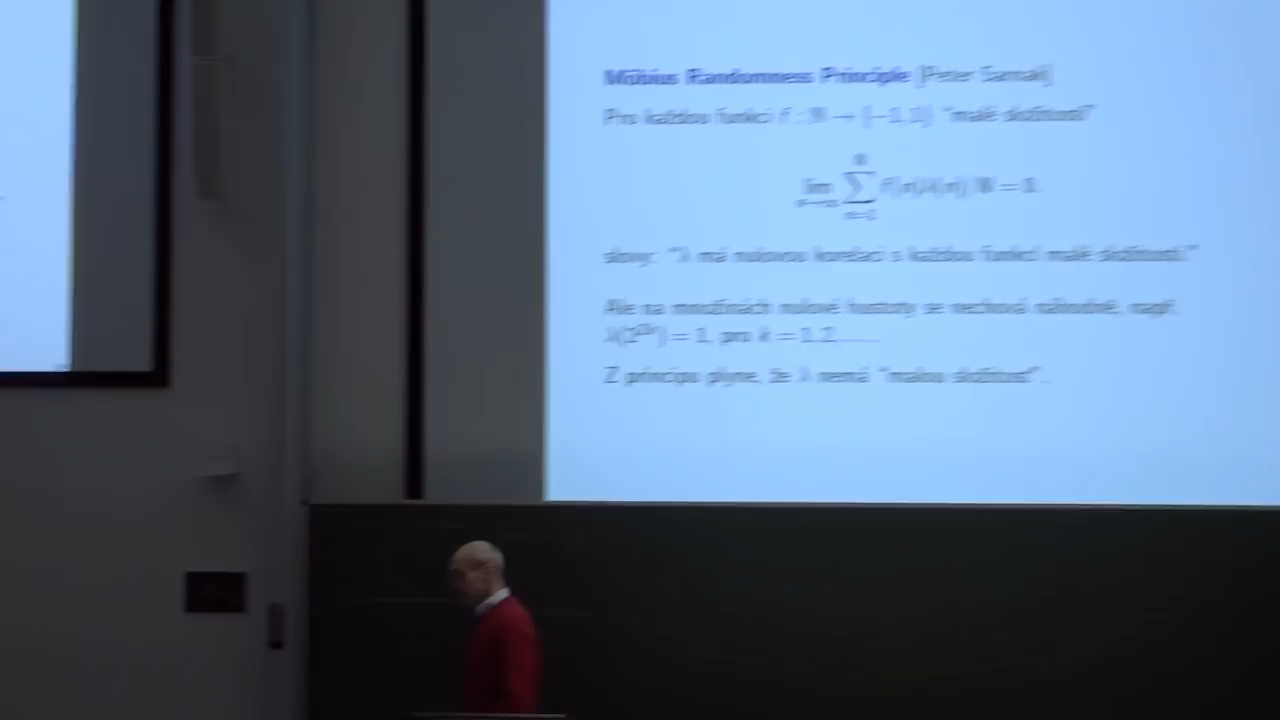 Möbius Randomness Principle [Peter Sarnak]
Pro každou funkci f : N → {−1, 1} "malé složitosti"
lim N→∞ ∑ n=1 N f(n)λ(n)/N = 0.
slovy: "λ má nulovou korelaci s každou funkcí malé složitosti."
Ale na množinách nulové hustoty se nechová náhodně, např.
λ(2²ᵏ) = 1, pro k = 1, 2, . . . .
Z principu plyne, že λ nemá "malou složitost".